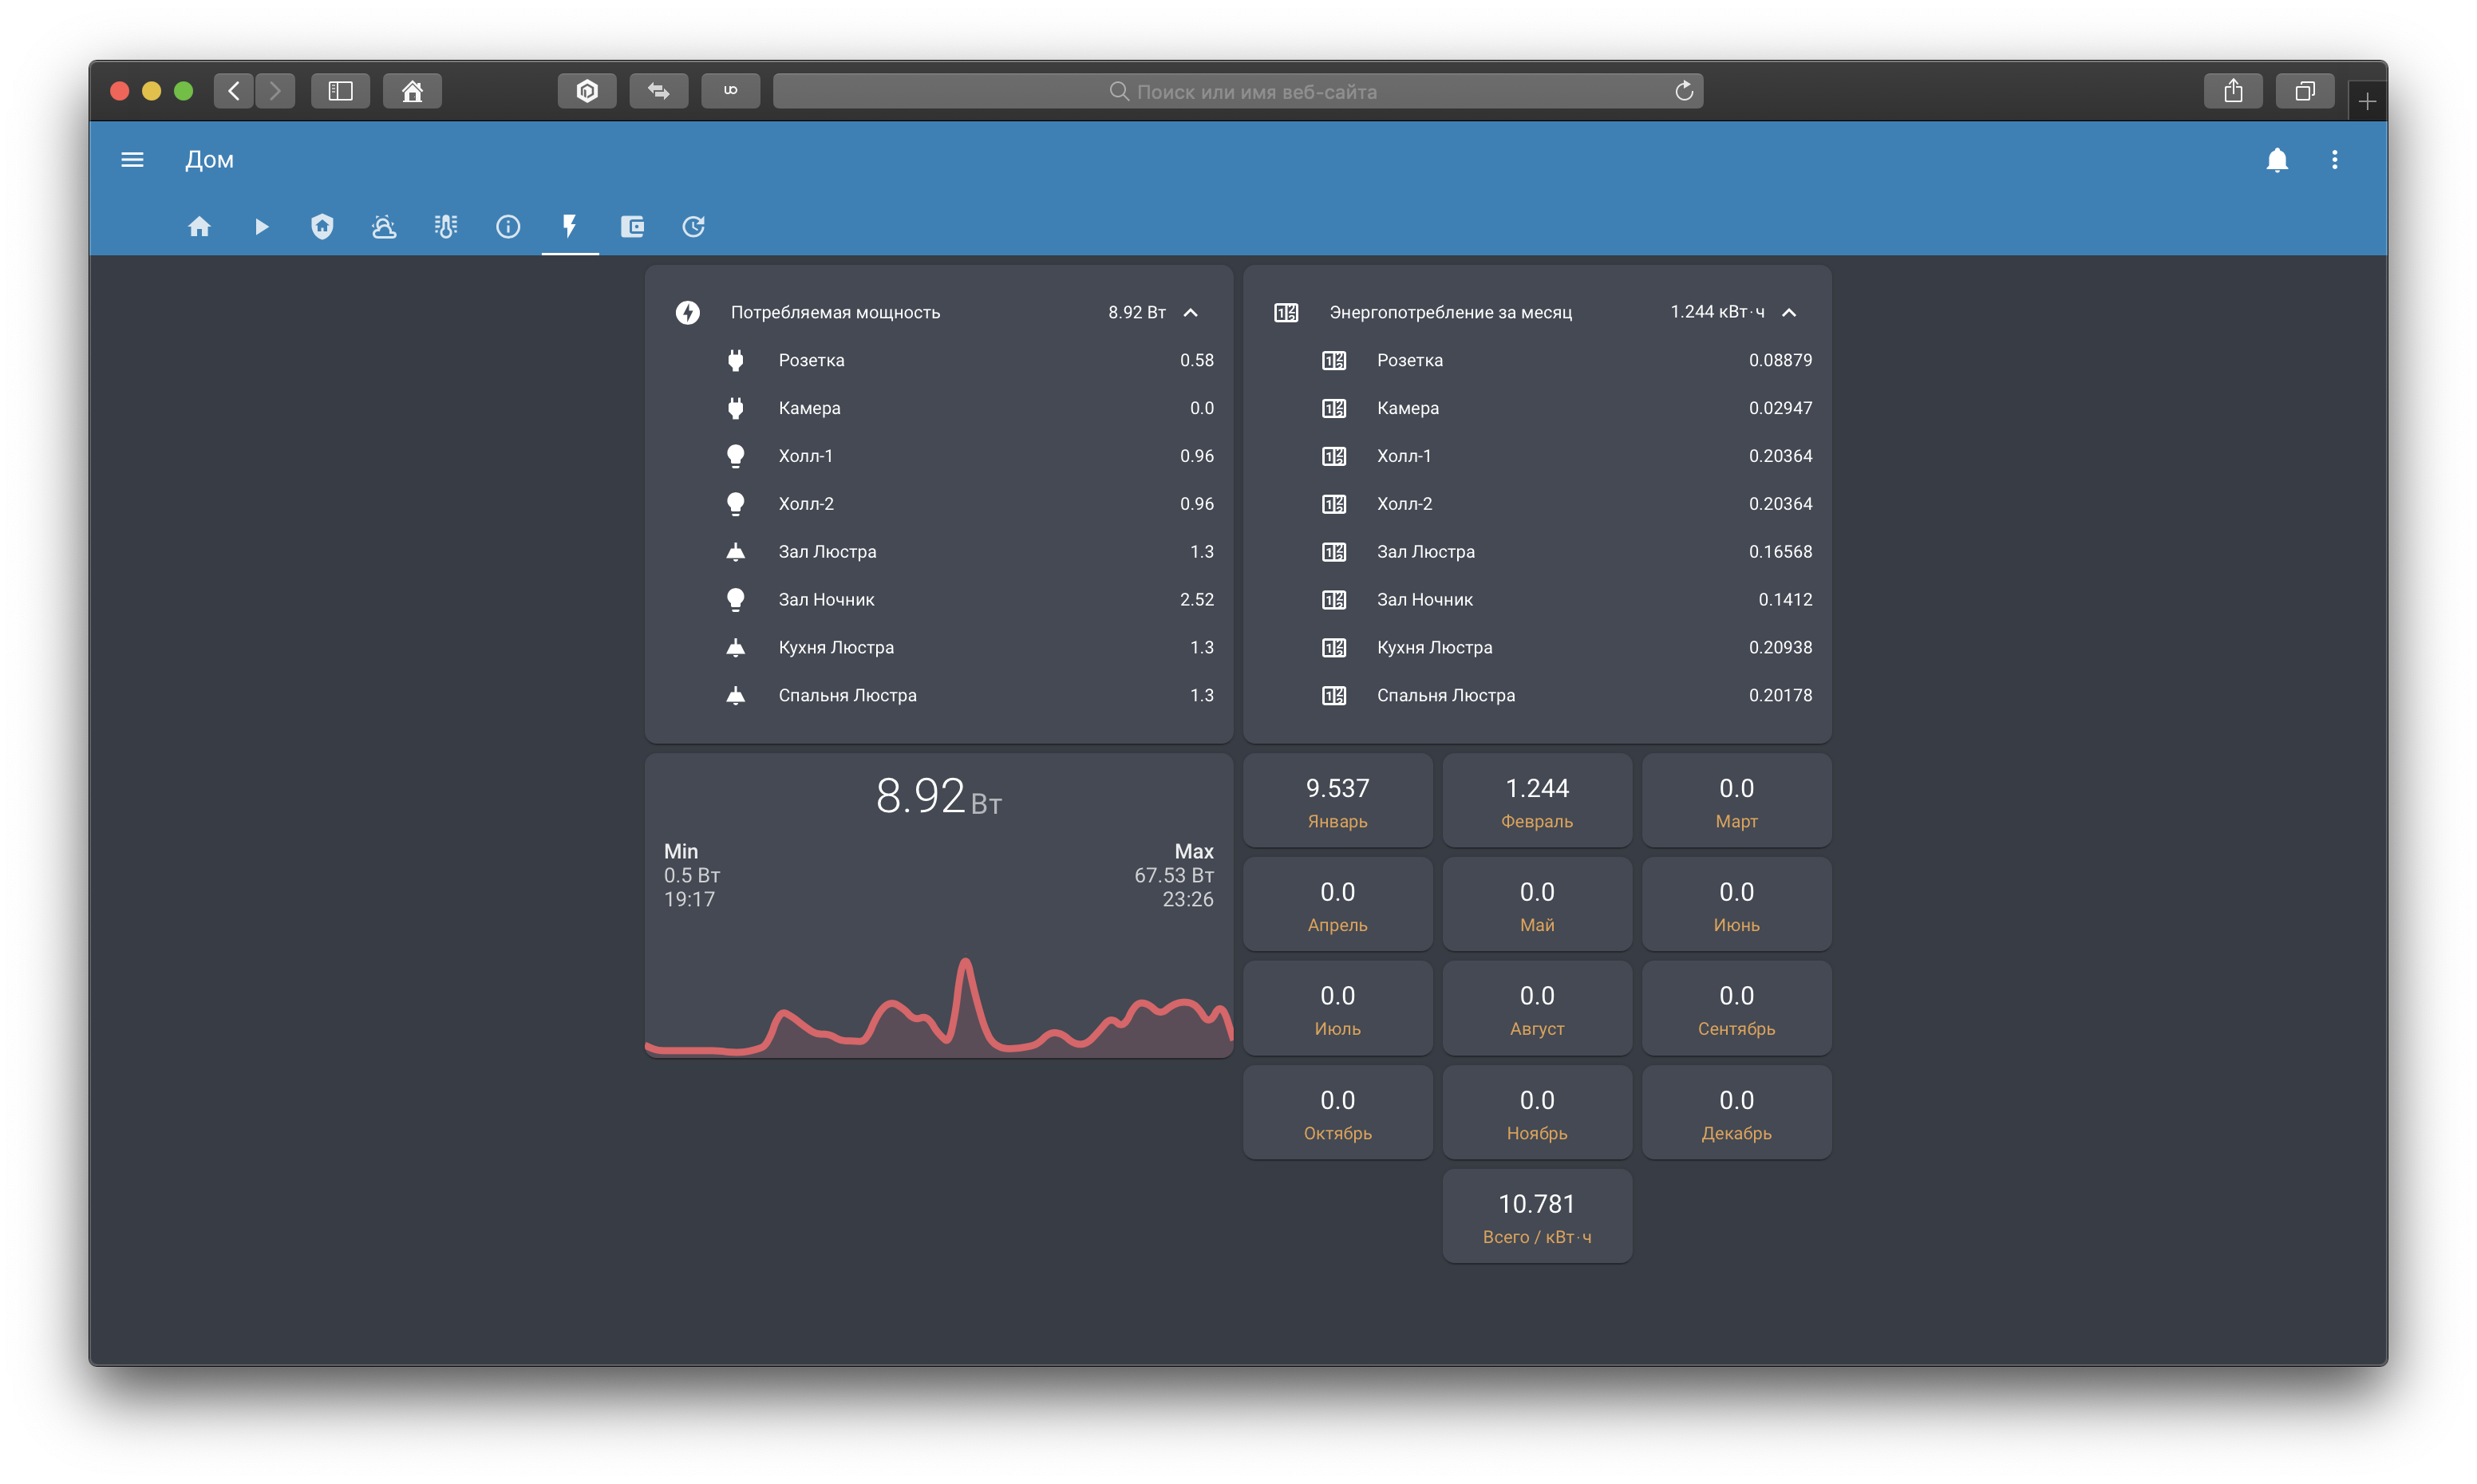 Поиск или имя веб-сайта
Дом
Потребляемая мощность 8.92 Вт
Розетка 0.58
Камера 0.0
Холл-1 0.96
Холл-2 0.96
Зал Люстра 1.3
Зал Ночник 2.52
Кухня Люстра 1.3
Спальня Люстра 1.3
Энергопотребление за месяц 1.244 кВт·ч
Розетка 0.08879
Камера 0.02947
Холл-1 0.20364
Холл-2 0.20364
Зал Люстра 0.16568
Зал Ночник 0.1412
Кухня Люстра 0.20938
Спальня Люстра 0.20178
8.92 Вт
Min Max
0.5 Вт 67.53 Вт
19:17 23:26
9.537 1.244 0.0
Январь Февраль Март
0.0 0.0 0.0
Апрель Май Июнь
0.0 0.0 0.0
Июль Август Сентябрь
0.0 0.0 0.0
Октябрь Ноябрь Декабрь
10.781
Всего / кВт·ч